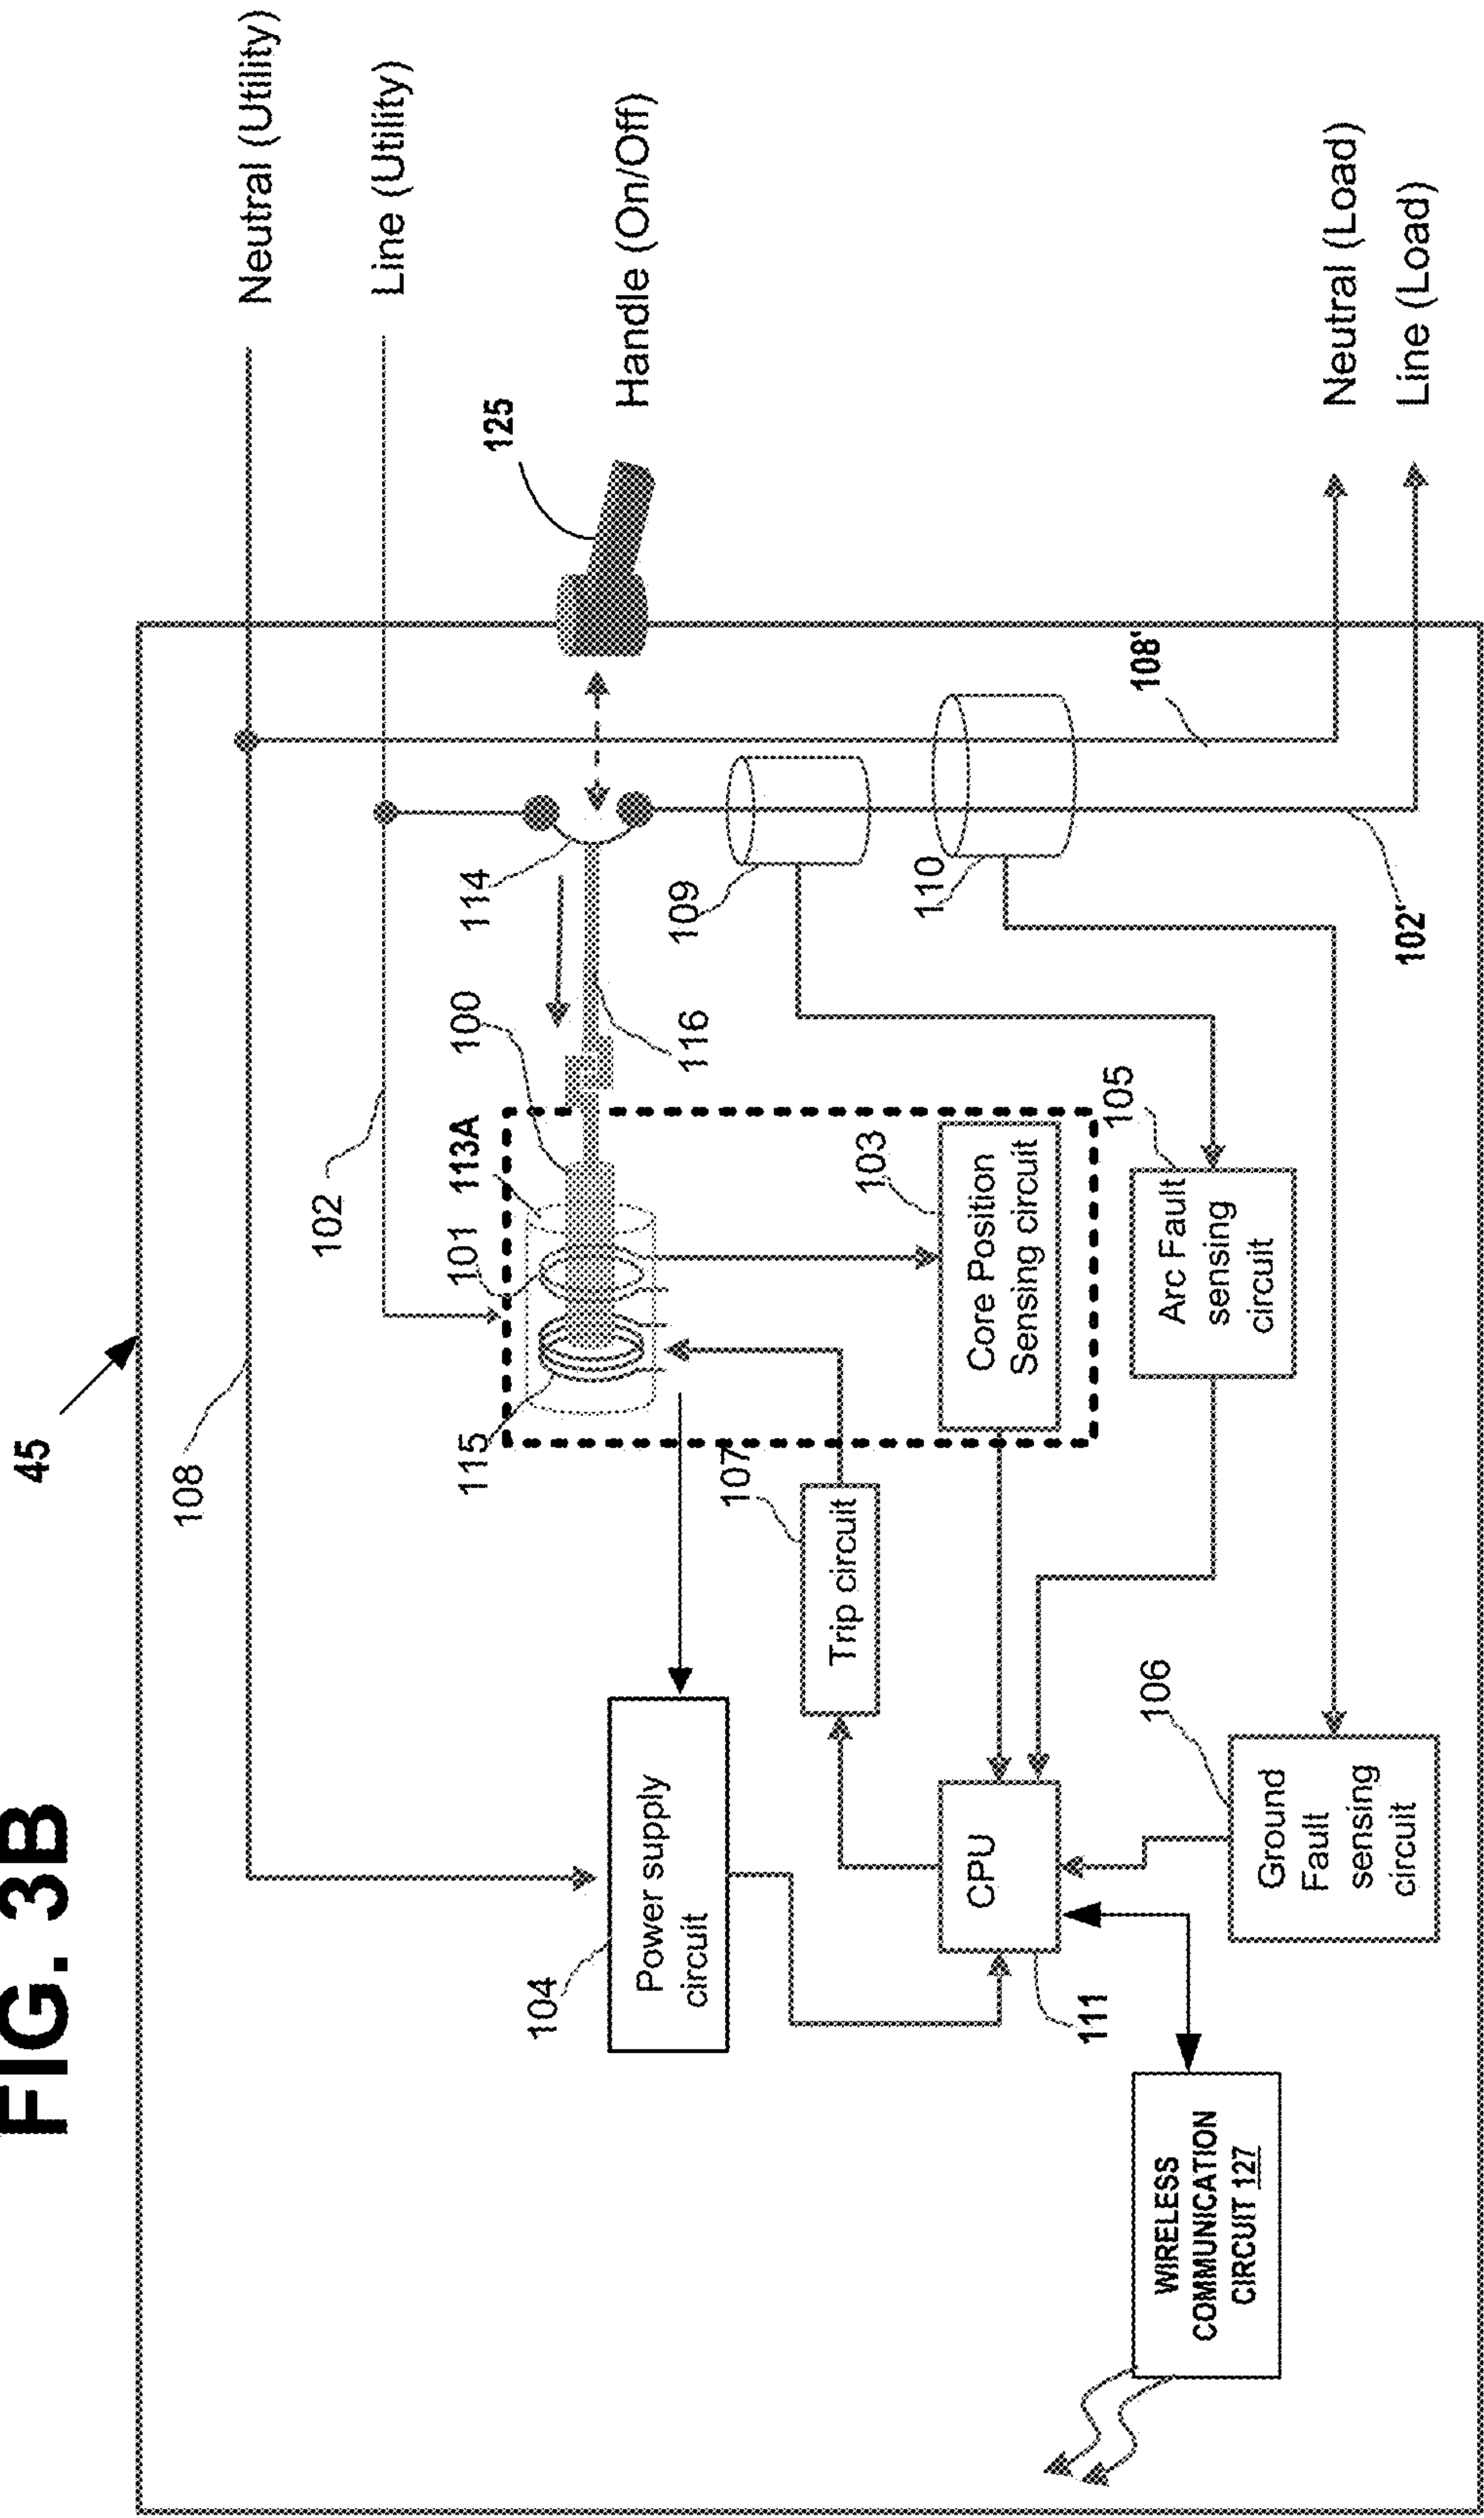 FIG. 3B
45
Neutral (Utility)
108
Line (Utility)
102
Handle (On/Off)
125
114
100
113A
101
115
116
104
Power supply
circuit
107
Trip circuit
109
103
Core Position
Sensing circuit
110
CPU
111
105
Arc Fault
sensing
circuit
108'
106
Ground
Fault
sensing
circuit
WIRELESS
COMMUNICATION
CIRCUIT 127
Neutral (Load)
102'
Line (Load)